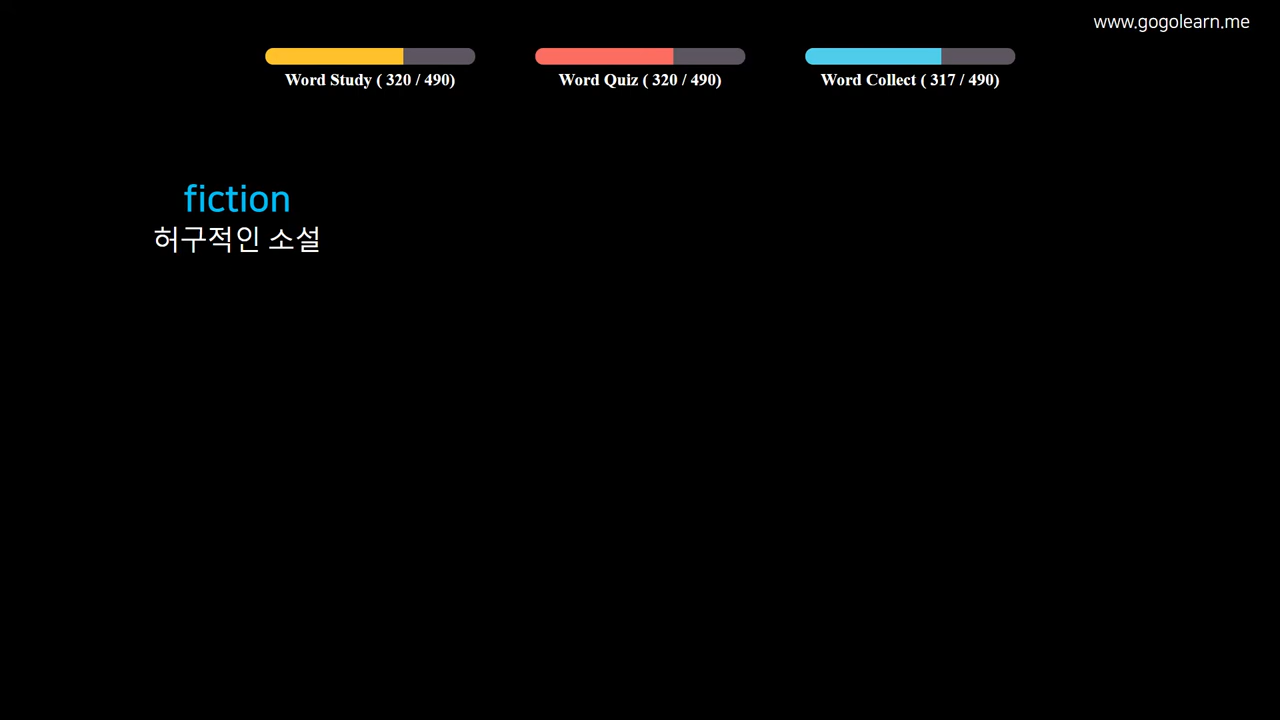 www.gogolearn.me
Word Study ( 320 / 490)
Word Quiz ( 320 / 490)
Word Collect ( 317 / 490)
fiction
허구적인 소설